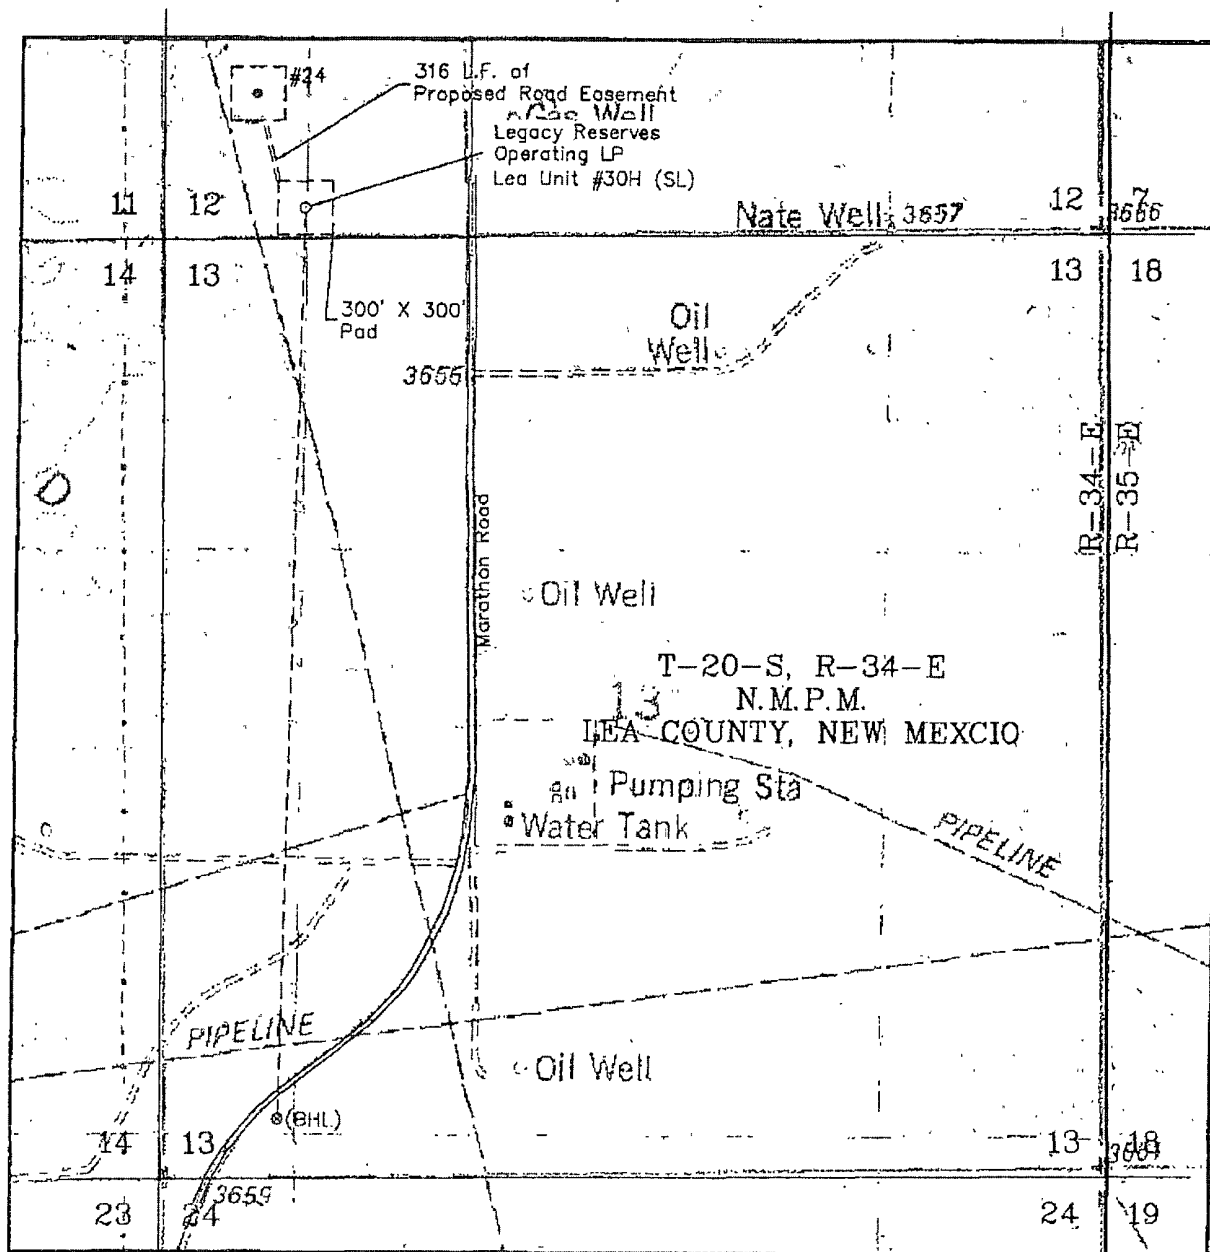 #24
316 L.F. of
Proposed Road Easement
Gas Well
Legacy Reserves
Operating LP
Lea Unit #30H (SL)
11
12
Nate Well
3657
12
7
3666
14
13
13
18
300' X 300'
Pad
Oil
Well
3656
R-34-E
R-35-E
D
Marathon Road
Oil Well
T-20-S, R-34-E
13
N.M.P.M.
LEA COUNTY, NEW MEXCIO
Pumping Sta
Water Tank
PIPELINE
PIPELINE
Oil Well
(BHL)
14
13
13
18
3659
23
24
24
19